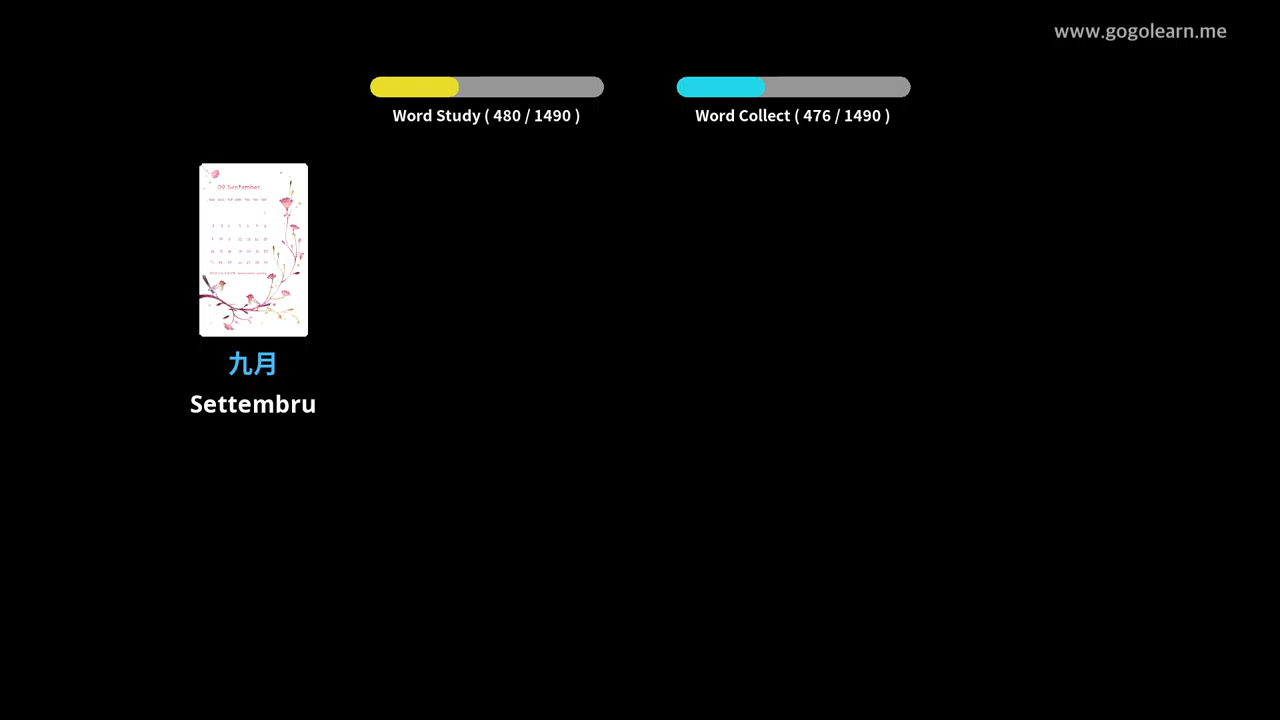 www.gogolearn.me
Word Study ( 480 / 1490 )
Word Collect ( 476 / 1490 )
09.September
九月
Settembru